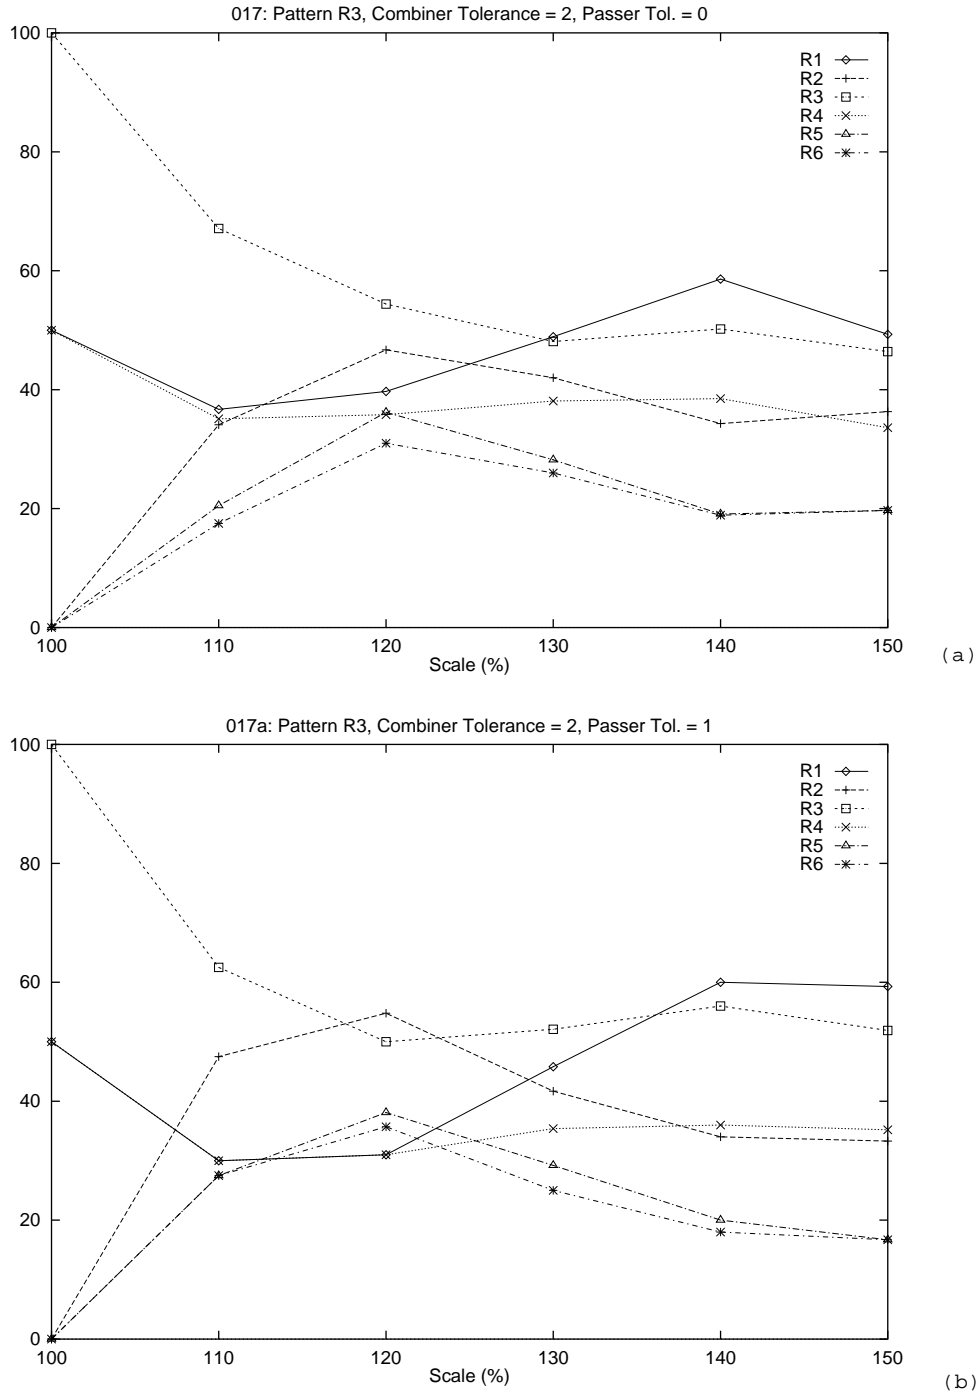 017: Pattern R3, Combiner Tolerance = 2, Passer Tol. = 0
100
80
60
40
20
0
R1
R2
R3
R4
R5
R6
100 110 120 130 140 150
Scale (%)
(a)
017a: Pattern R3, Combiner Tolerance = 2, Passer Tol. = 1
100
80
60
40
20
0
R1
R2
R3
R4
R5
R6
100 110 120 130 140 150
Scale (%)
(b)